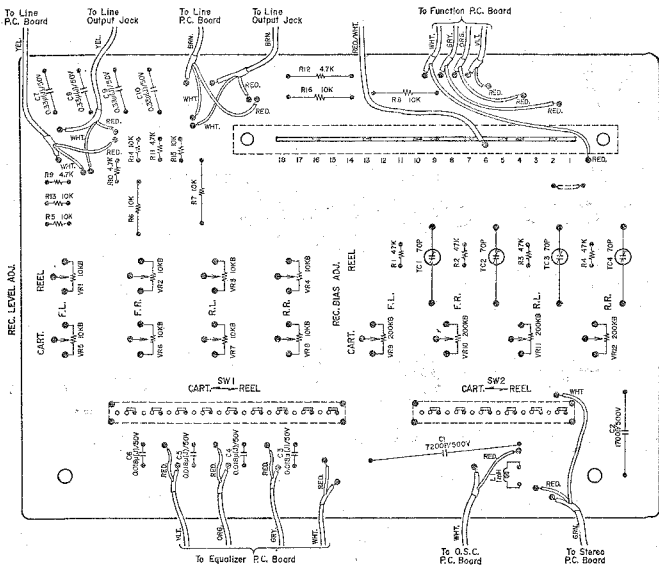 To Line
P.C. Board
To Line
Output Jack
To Line
P.C. Board
To Line
Output Jack
To Function P.C. Board
YEL.
YEL.
BRN.
BRN.
RED/WHT.
WHT.
GRY.
ORG.
VLT.
C7
0.33μ(J)/50V
C8
0.33μ(J)/50V
C9
0.33μ(J)/50V
C10
0.33μ(J)/50V
RED.
RED.
WHT.
WHT.
RED.
RED.
R12 4.7K
R16 10K
R8 10K
RED.
RED.
RED.
RED.
R9 4.7K
R13 10K
R5 10K
R10 4.7K
R14 10K
R11 4.7K
R15 10K
R6 10K
R7 10K
18 17 16 15 14 13 12 11 10 9 8 7 6 5 4 3 2 1
RED.
REC. LEVEL ADJ.
REEL
CART.
F.L.
F.R.
R.L.
R.R.
VR1 10KB
VR2 10KB
VR3 10KB
VR4 10KB
VR5 10KB
VR6 10KB
VR7 10KB
VR8 10KB
REC. BIAS ADJ.
REEL
CART.
R1 47K
TC1 70P
R2 47K
TC2 70P
R3 47K
TC3 70P
R4 47K
TC4 70P
F.L.
F.R.
R.L.
R.R.
VR9 200KB
VR10 200KB
VR11 200KB
VR12 200KB
SW1
CART. REEL
SW2
CART. REEL
WHT
C6
0.018μ(J)/50V
C5
0.018μ(J)/50V
C4
0.018μ(J)/50V
C3
0.018μ(J)/50V
RED.
RED.
RED.
C1
7200P/500V
C2
1700P/500V
RED.
L1
RED.
VLT.
ORG.
GRY.
WHT.
WHT.
GRN.
To Equalizer P.C. Board
To O.S.C.
P.C. Board
To Stereo
P.C. Board